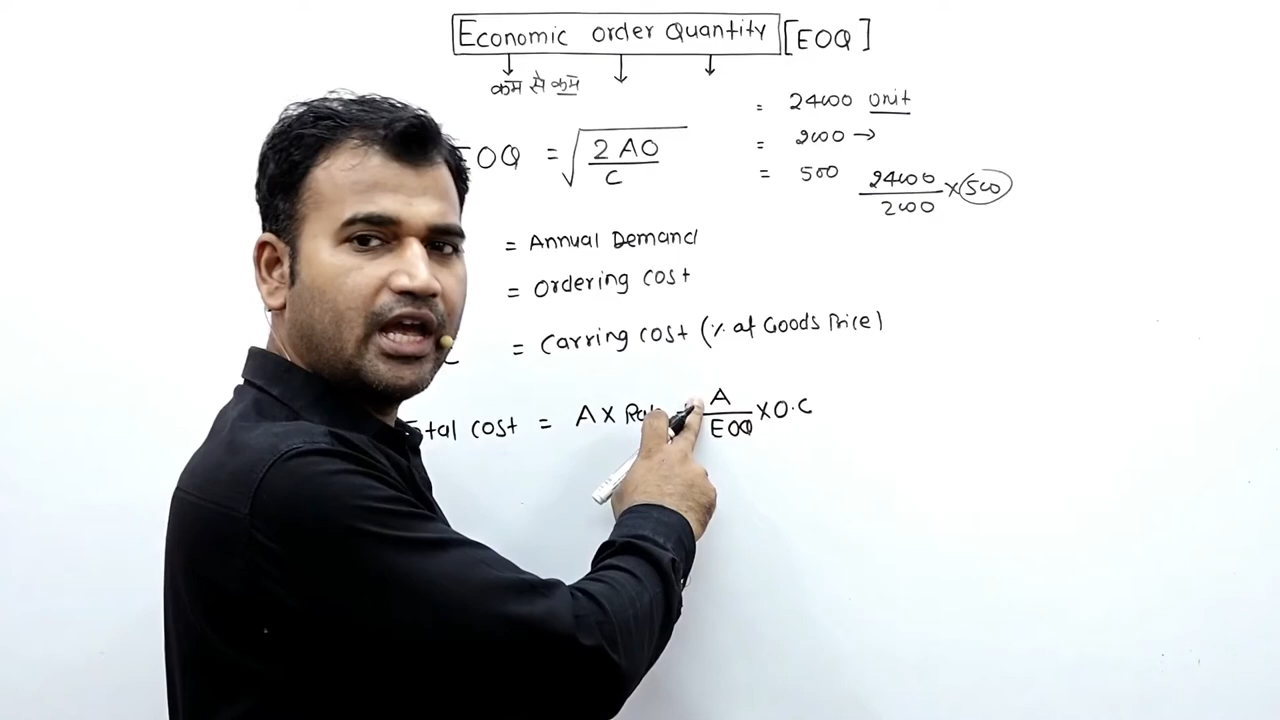 Economic order Quantity [EOQ]
कम से कम
= 24000 Unit
= 2000 →
= 500 24000/2000 × 500
EOQ = √2AO/C
= Annual Demand
= Ordering cost
C = Carring cost (% of Goods Price)
Total cost = A × + A/EOQ × O.C